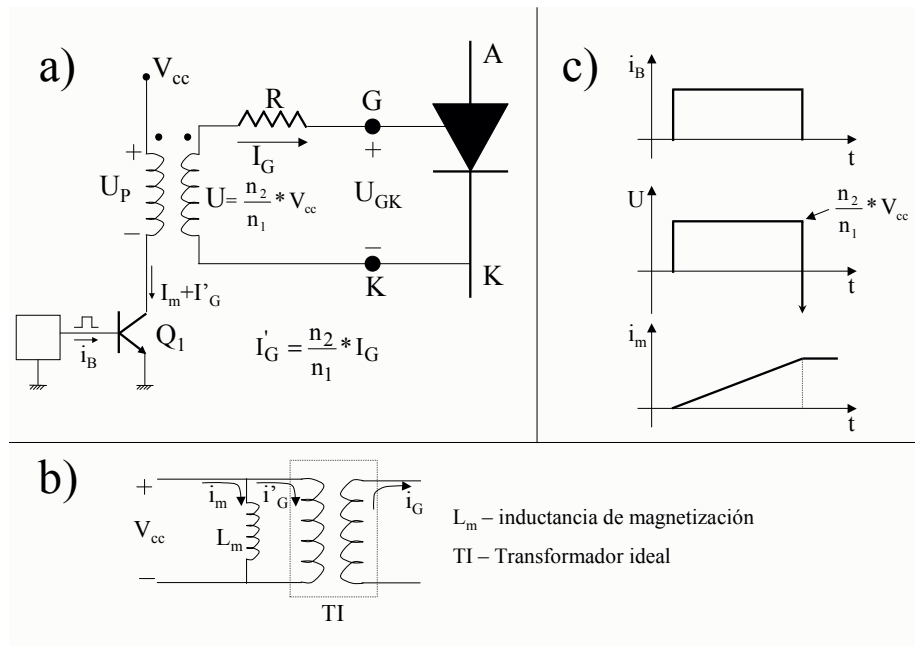 a)
V_cc
R
G
A
+
I_G
+
U_P
U= n_2/n_1 * V_cc
U_GK
−
−
K
K
I_m+I'_G
Q_1
i_B
I'_G = n_2/n_1 * I_G
c)
i_B
t
U
n_2/n_1 * V_cc
t
i_m
t
b)
+
i_m
i'_G
i_G
V_cc
L_m
−
TI
L_m – inductancia de magnetización
TI – Transformador ideal